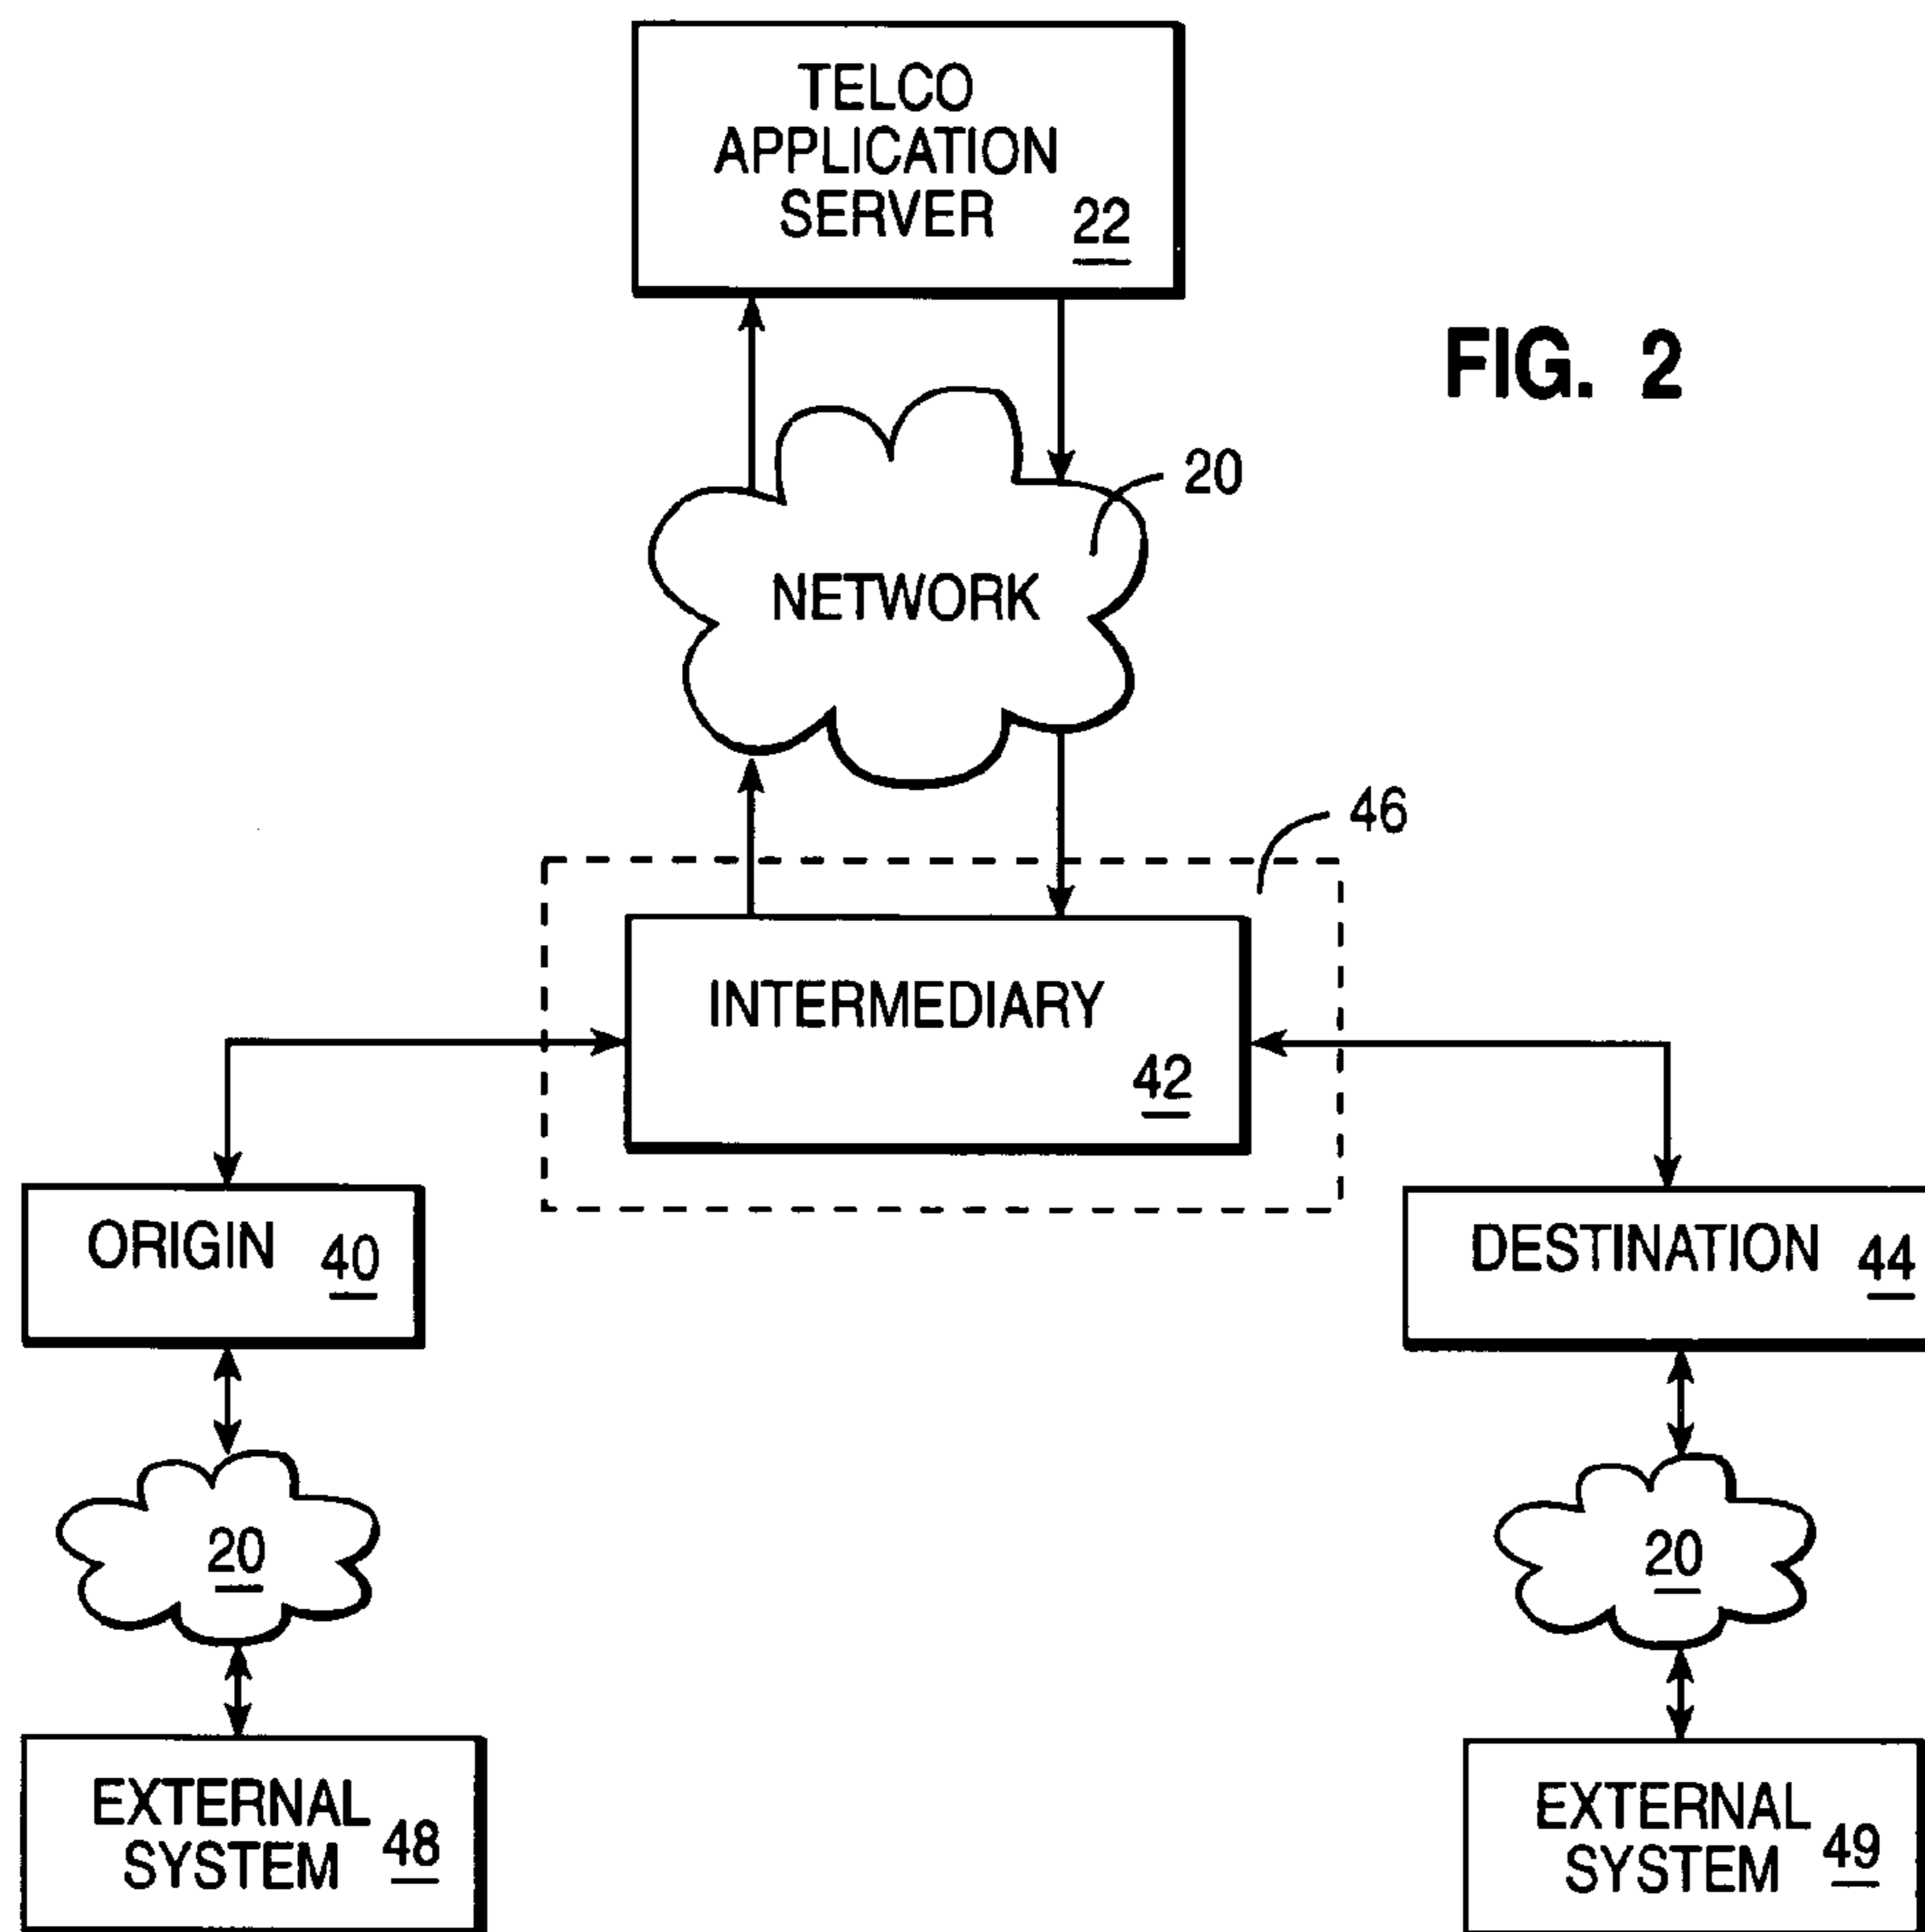 TELCO
APPLICATION
SERVER 22
FIG. 2
20
NETWORK
46
INTERMEDIARY
42
ORIGIN 40
DESTINATION 44
20
20
EXTERNAL
SYSTEM 48
EXTERNAL
SYSTEM 49